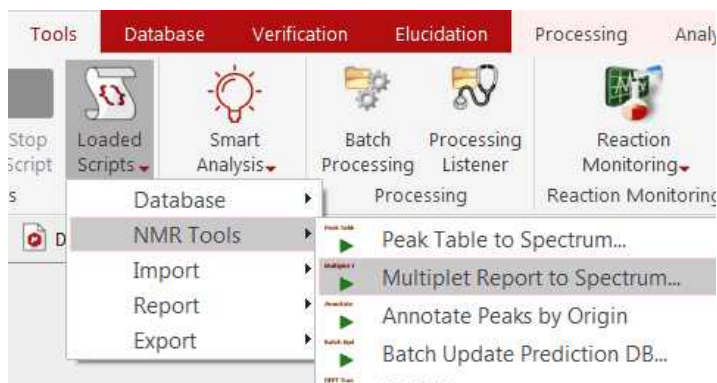 Tools Database Verification Elucidation Processing Analy
Stop Loaded Smart Batch Processing Reaction
Script Scripts Analysis Processing Listener Monitoring
s Processing Reaction Monitoring
Database
D NMR Tools Peak Table to Spectrum...
Import Multiplet Report to Spectrum...
Report Annotate Peaks by Origin
Export Batch Update Prediction DB...